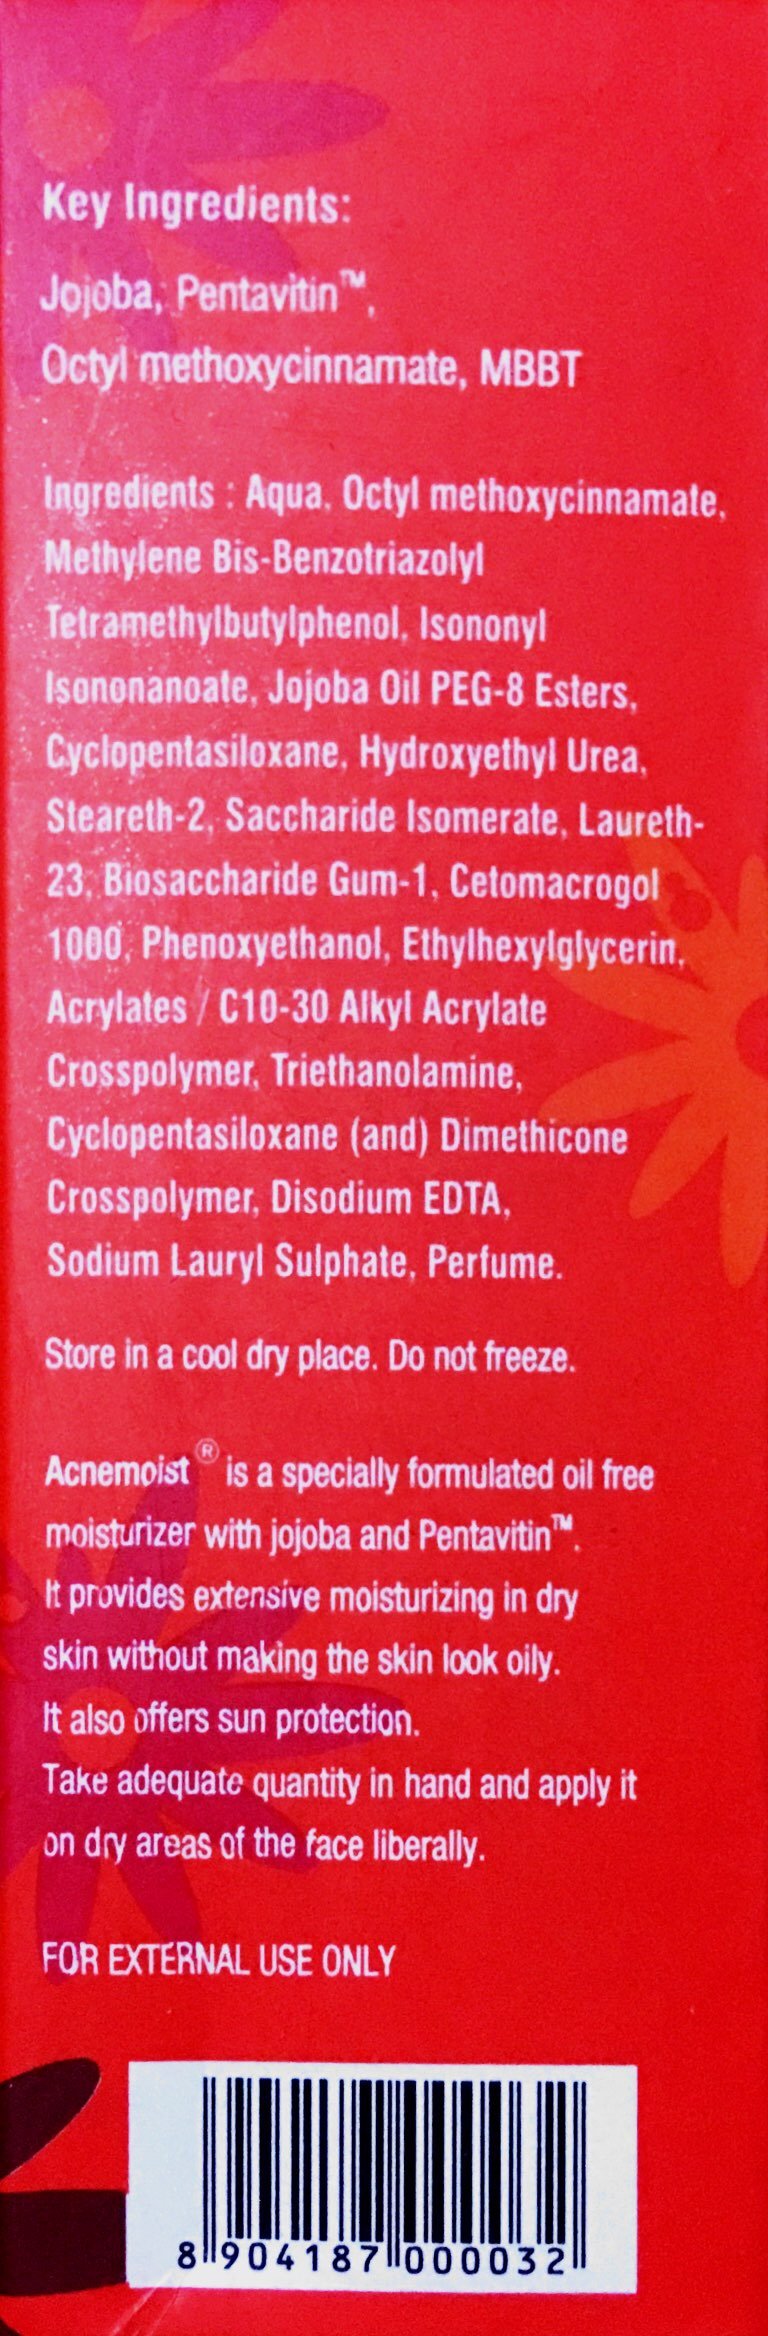 Key Ingredients:
Jojoba, Pentavitin™,
Octyl methoxycinnamate, MBBT
Ingredients : Aqua, Octyl methoxycinnamate,
Methylene Bis-Benzotriazolyl
Tetramethylbutylphenol, Isononyl
Isononanoate, Jojoba Oil PEG-8 Esters,
Cyclopentasiloxane, Hydroxyethyl Urea,
Steareth-2, Saccharide Isomerate, Laureth-
23, Biosaccharide Gum-1, Cetomacrogol
1000, Phenoxyethanol, Ethylhexylglycerin,
Acrylates / C10-30 Alkyl Acrylate
Crosspolymer, Triethanolamine,
Cyclopentasiloxane (and) Dimethicone
Crosspolymer, Disodium EDTA,
Sodium Lauryl Sulphate, Perfume.
Store in a cool dry place. Do not freeze.
Acnemoist® is a specially formulated oil free
moisturizer with jojoba and Pentavitin™.
It provides extensive moisturizing in dry
skin without making the skin look oily.
It also offers sun protection.
Take adequate quantity in hand and apply it
on dry areas of the face liberally.
FOR EXTERNAL USE ONLY
8 904187 000032